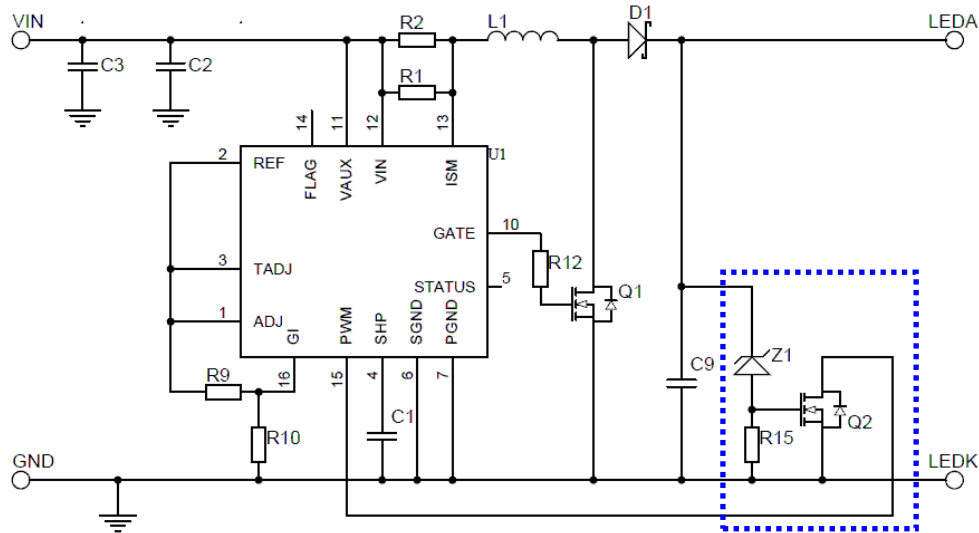 VIN
R2
L1
D1
LEDA
C3
C2
R1
14
11
12
13
U1
2
REF
FLAG
VAUX
VIN
ISM
GATE
10
3
TADJ
R12
STATUS
5
Q1
1
ADJ
GI
PWM
SHP
SGND
PGND
C9
Z1
R9
16
15
4
6
7
C1
Q2
R10
R15
GND
LEDK